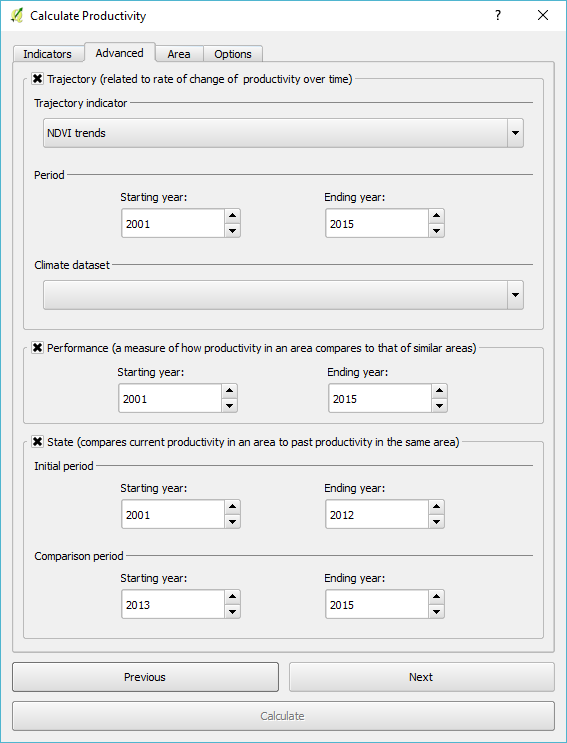 Calculate Productivity ?
Indicators Advanced Area Options
Trajectory (related to rate of change of productivity over time)
Trajectory indicator
NDVI trends
Period
Starting year: Ending year:
2001 2015
Climate dataset
Performance (a measure of how productivity in an area compares to that of similar areas)
Starting year: Ending year:
2001 2015
State (compares current productivity in an area to past productivity in the same area)
Initial period
Starting year: Ending year:
2001 2012
Comparison period
Starting year: Ending year:
2013 2015
Previous Next
Calculate